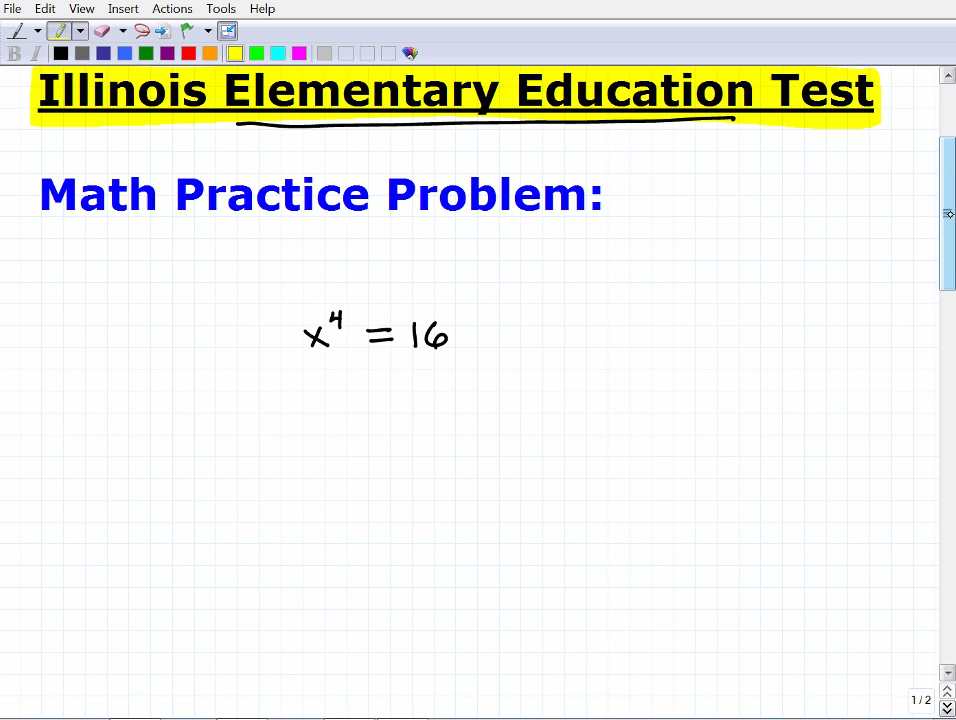 File Edit View Insert Actions Tools Help
B I
Illinois Elementary Education Test
Math Practice Problem:
x⁴ = 16
1 / 2